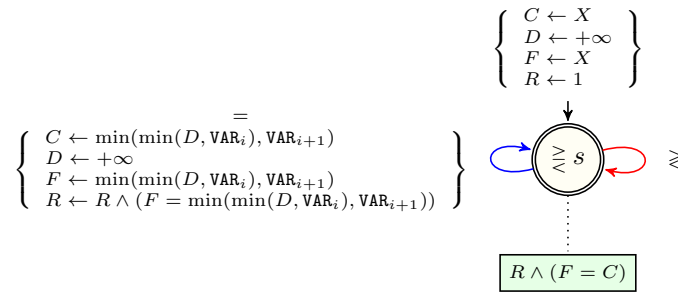 C ← X
D ← +∞
F ← X
R ← 1
=
C ← min(min(D, VAR_i), VAR_{i+1})
D ← +∞
F ← min(min(D, VAR_i), VAR_{i+1})
R ← R ∧ (F = min(min(D, VAR_i), VAR_{i+1}))
⋛ s
≷
R ∧ (F = C)